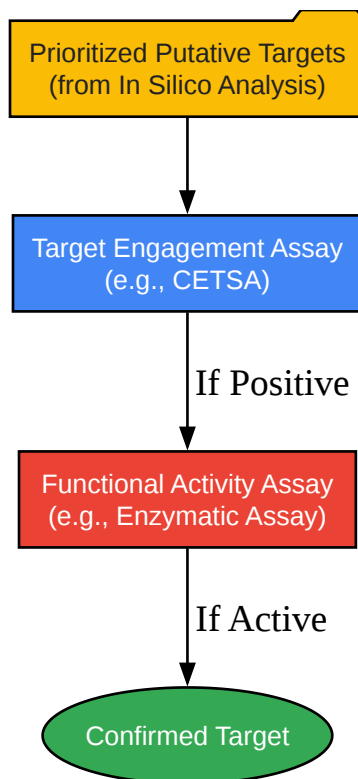 Prioritized Putative Targets
(from In Silico Analysis)
Target Engagement Assay
(e.g., CETSA)
If Positive
Functional Activity Assay
(e.g., Enzymatic Assay)
If Active
Confirmed Target